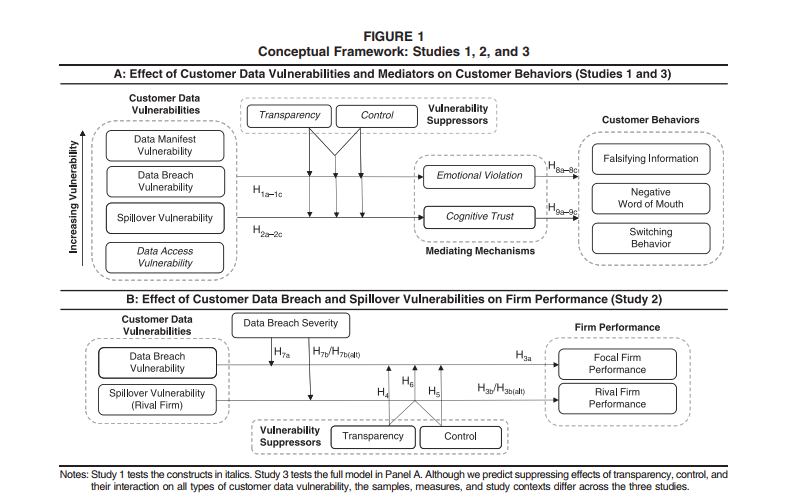 FIGURE 1
Conceptual Framework: Studies 1, 2, and 3
A: Effect of Customer Data Vulnerabilities and Mediators on Customer Behaviors (Studies 1 and 3)
Customer Data
Vulnerabilities
Transparency
Control
Vulnerability
Suppressors
Customer Behaviors
Increasing Vulnerability
Data Manifest
Vulnerability
Data Breach
Vulnerability
Spillover Vulnerability
Data Access
Vulnerability
H1a–1c
H2a–2c
Emotional Violation
Cognitive Trust
Mediating Mechanisms
H8a–8c
H9a–9c
Falsifying Information
Negative
Word of Mouth
Switching
Behavior
B: Effect of Customer Data Breach and Spillover Vulnerabilities on Firm Performance (Study 2)
Customer Data
Vulnerabilities
Data Breach Severity
Firm Performance
Data Breach
Vulnerability
Spillover Vulnerability
(Rival Firm)
H7a
H7b/H7b(alt)
H3a
H4
H6
H5
H3b/H3b(alt)
Focal Firm
Performance
Rival Firm
Performance
Vulnerability
Suppressors
Transparency
Control
Notes: Study 1 tests the constructs in italics. Study 3 tests the full model in Panel A. Although we predict suppressing effects of transparency, control, and
their interaction on all types of customer data vulnerability, the samples, measures, and study contexts differ across the three studies.